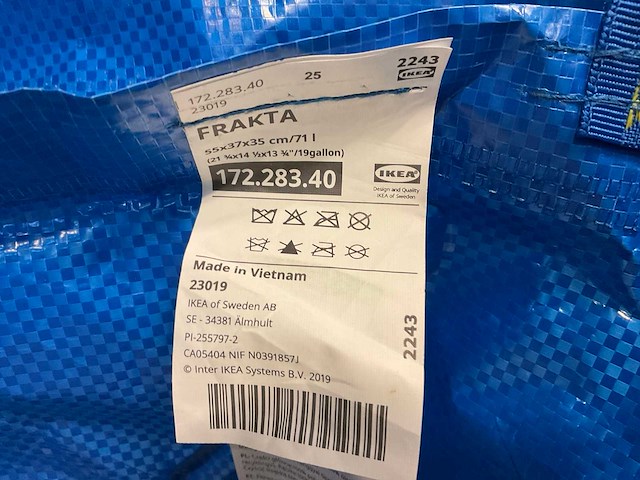 2243
172.283.40 25 IKEA
23019
FRAKTA
55x37x35 cm/71 l
(21 ¾x14 ½x13 ¾"/19gallon)
172.283.40
IKEA
Design and Quality
IKEA of Sweden
Made in Vietnam
23019
IKEA of Sweden AB
SE - 34381 Älmhult
PI-255797-2
CA05404 NIF N0391857J
© Inter IKEA Systems B.V. 2019
2243